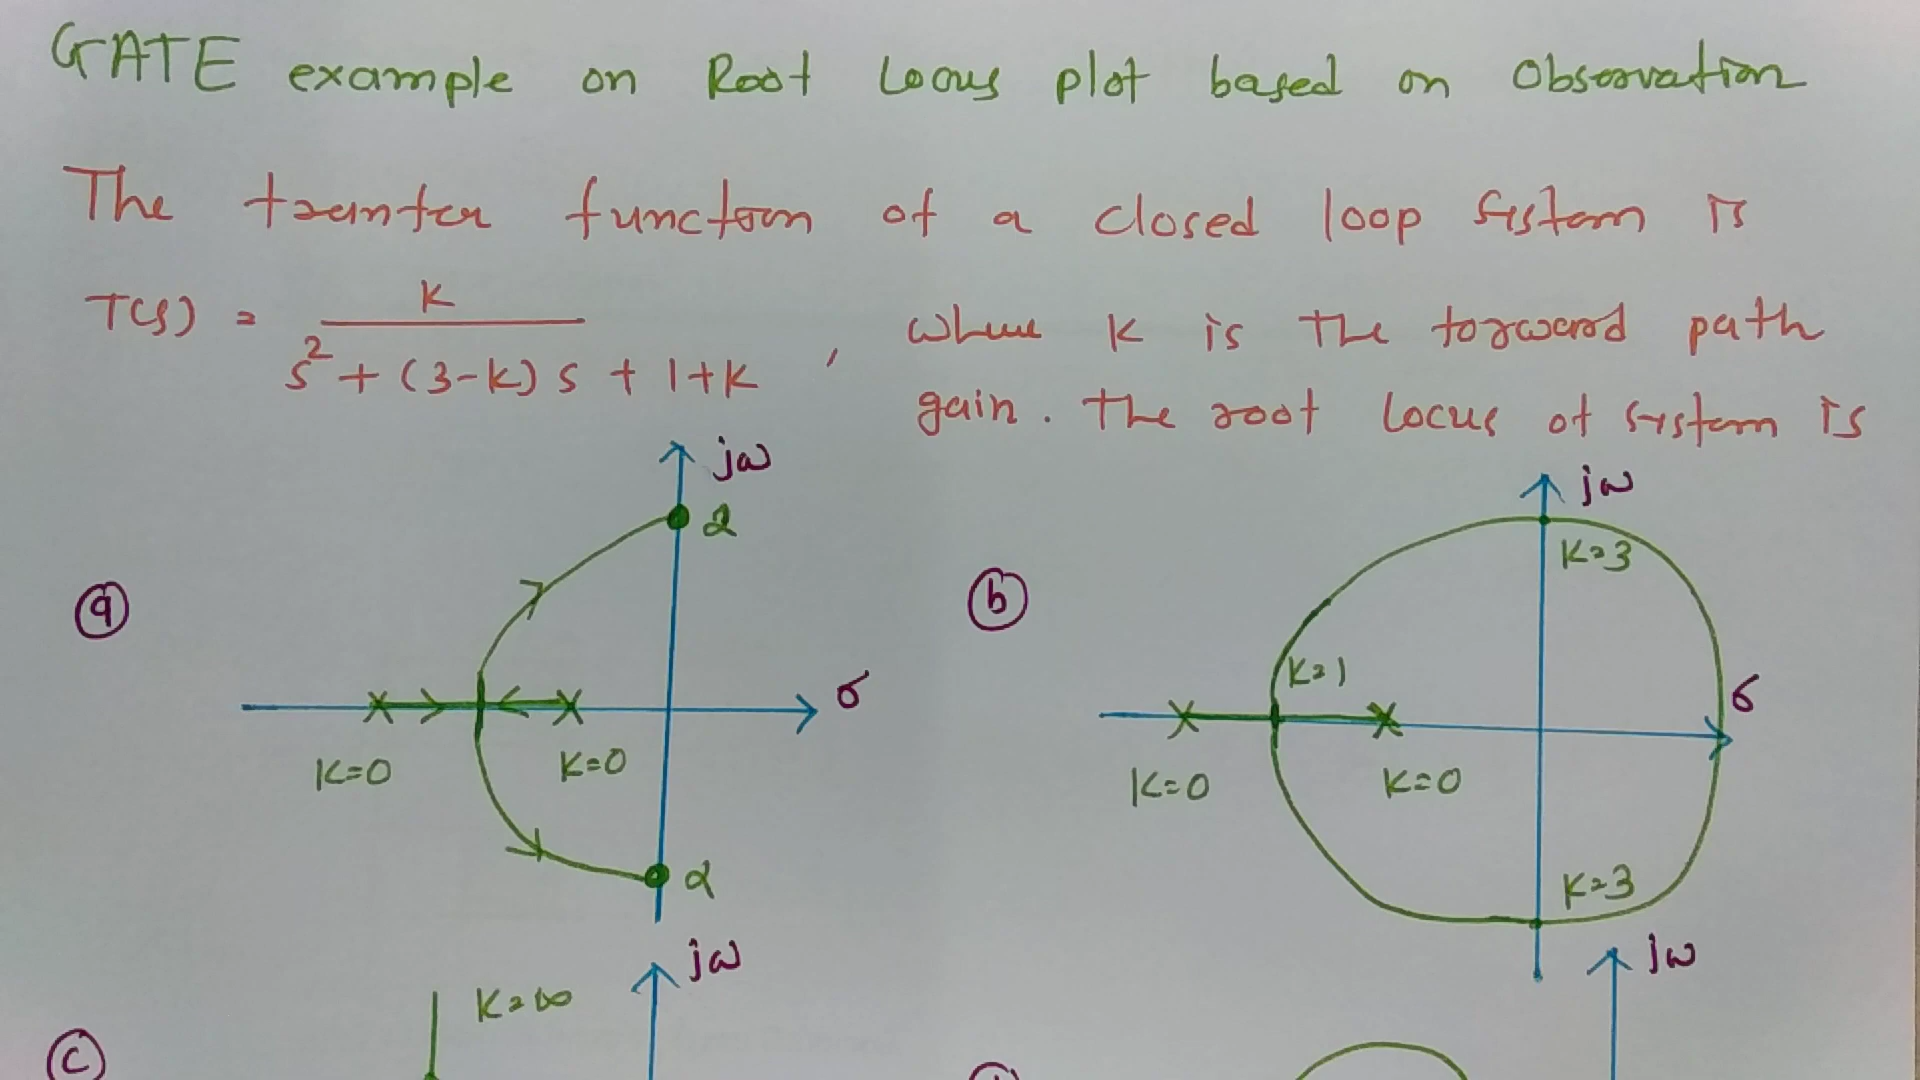 GATE example on Root Locus plot based on Observation
The transfer function of a closed loop system is
T(s) = K / s² + (3-K) s + 1+K , where K is the forward path
gain. The root locus of system is
jω
2
jω
K=3
(a)
(b)
K=1
σ
σ
K=0
K=0
K=0
K=0
2
K=3
jω
jω
K=∞
(c)